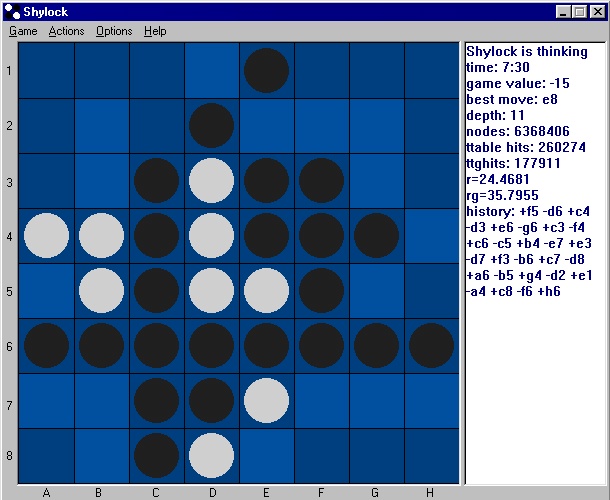 Shylock
Game Actions Options Help
Shylock is thinking
time: 7:30
game value: -15
best move: e8
depth: 11
nodes: 6368406
ttable hits: 260274
ttghits: 177911
r=24.4681
rg=35.7955
history: +f5 -d6 +c4
-d3 +e6 -g6 +c3 -f4
+c6 -c5 +b4 -e7 +e3
-d7 +f3 -b6 +c7 -d8
+a6 -b5 +g4 -d2 +e1
-a4 +c8 -f6 +h6
1
2
3
4
5
6
7
8
A B C D E F G H